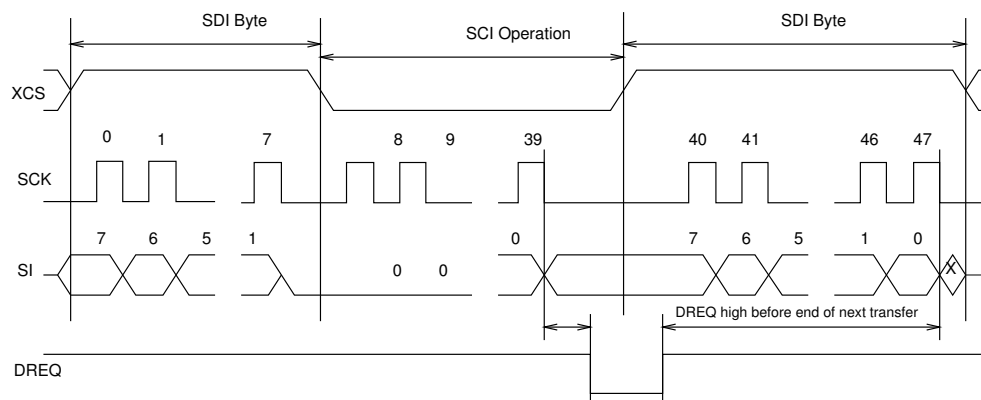 SDI Byte SCI Operation SDI Byte
XCS
0 1 7 8 9 39 40 41 46 47
SCK
7 6 5 1 0 7 6 5 1 0
SI 0 0 X
DREQ high before end of next transfer
DREQ